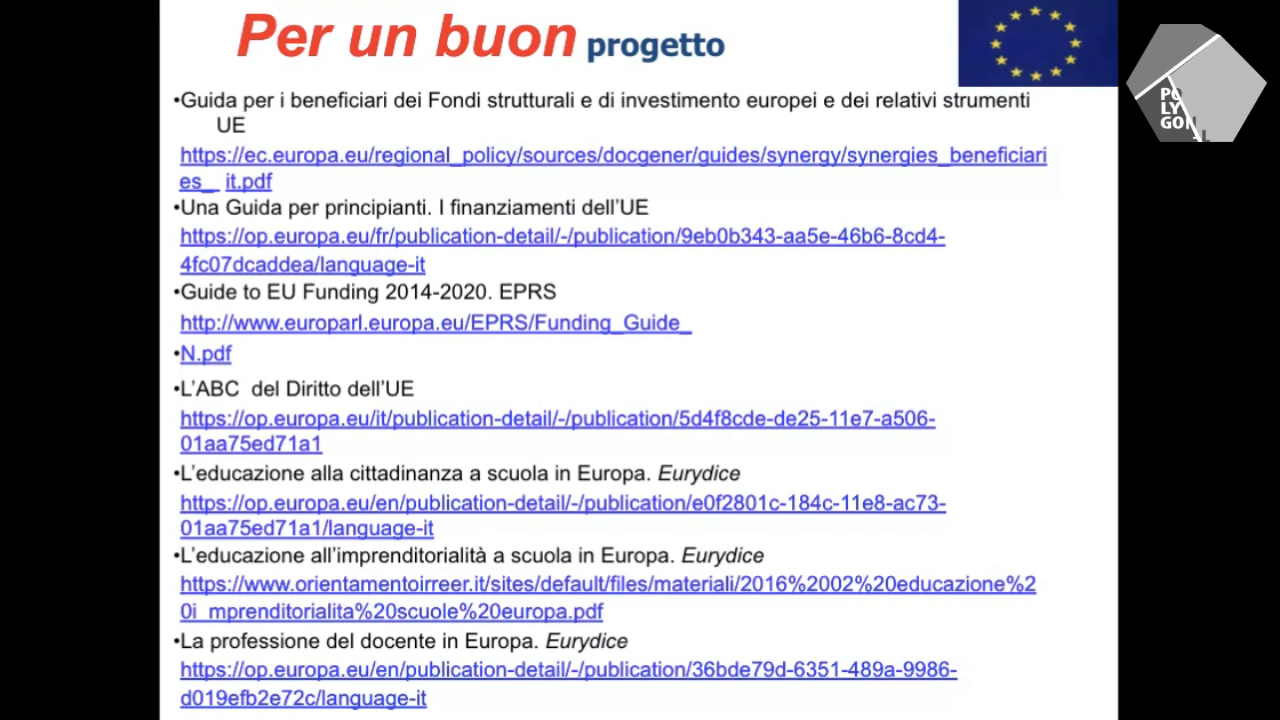 Per un buon progetto
•Guida per i beneficiari dei Fondi strutturali e di investimento europei e dei relativi strumenti
UE
https://ec.europa.eu/regional_policy/sources/docgener/guides/synergy/synergies_beneficiari
es_ it.pdf
•Una Guida per principianti. I finanziamenti dell'UE
https://op.europa.eu/fr/publication-detail/-/publication/9eb0b343-aa5e-46b6-8cd4-
4fc07dcaddea/language-it
•Guide to EU Funding 2014-2020. EPRS
http://www.europarl.europa.eu/EPRS/Funding_Guide_
•N.pdf
•L'ABC  del Diritto dell'UE
https://op.europa.eu/it/publication-detail/-/publication/5d4f8cde-de25-11e7-a506-
01aa75ed71a1
•L'educazione alla cittadinanza a scuola in Europa. Eurydice
https://op.europa.eu/en/publication-detail/-/publication/e0f2801c-184c-11e8-ac73-
01aa75ed71a1/language-it
•L'educazione all'imprenditorialità a scuola in Europa. Eurydice
https://www.orientamentoirreer.it/sites/default/files/materiali/2016%2002%20educazione%2
0i_mprenditorialita%20scuole%20europa.pdf
•La professione del docente in Europa. Eurydice
https://op.europa.eu/en/publication-detail/-/publication/36bde79d-6351-489a-9986-
d019efb2e72c/language-it
PO
LY
GON
AL